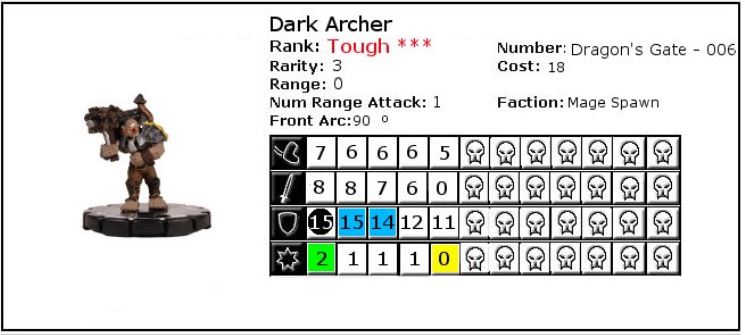 Dark Archer
Rank: Tough ***
Number: Dragon's Gate - 006
Rarity: 3
Cost: 18
Range: 0
Num Range Attack: 1
Faction: Mage Spawn
Front Arc:90 º
7 6 6 6 5
8 8 7 6 0
15 15 14 12 11
2 1 1 1 0